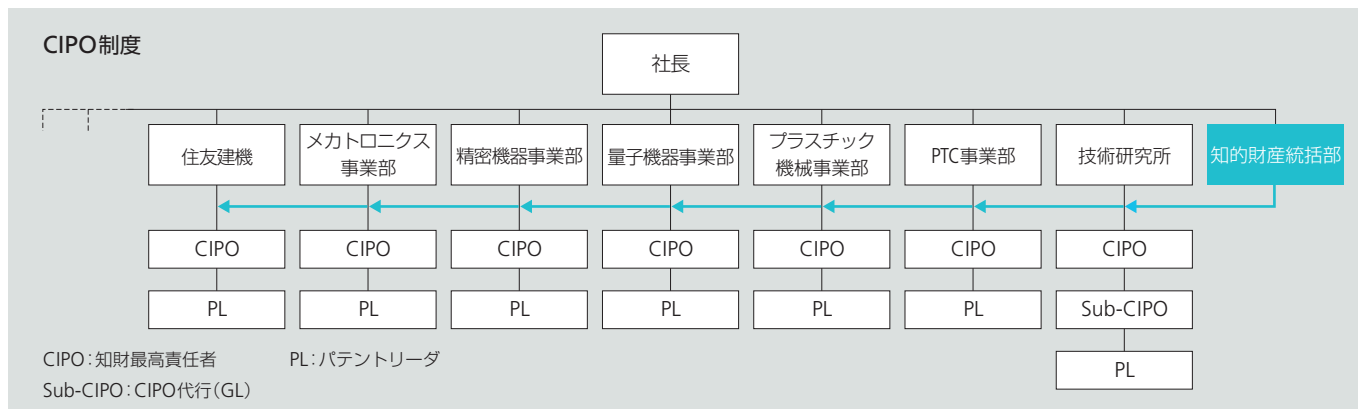 CIPO制度
社長
住友建機
メカトロニクス
事業部
精密機器事業部
量子機器事業部
プラスチック
機械事業部
PTC事業部
技術研究所
知的財産統括部
CIPO
CIPO
CIPO
CIPO
CIPO
CIPO
CIPO
PL
PL
PL
PL
PL
PL
Sub-CIPO
PL
CIPO：知財最高責任者
PL：パテントリーダ
Sub-CIPO：CIPO代行（GL）